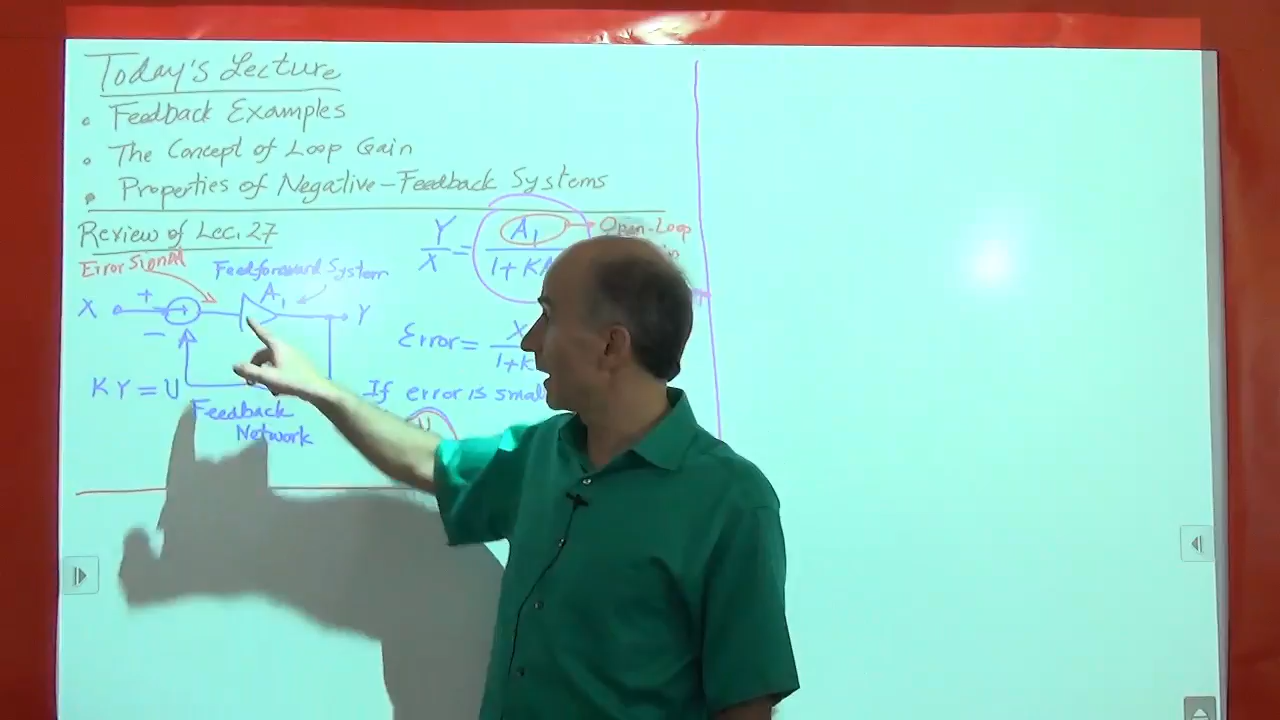 Today's Lecture
• Feedback Examples
• The Concept of Loop Gain
• Properties of Negative-Feedback Systems
Review of Lec. 27
Error Signal
Feedforward System
X + − A1 Y
KY = U
Feedback
Network
Y/X = A1/(1+KA
Open-Loop
Error = X/(1+K
If error is small
U